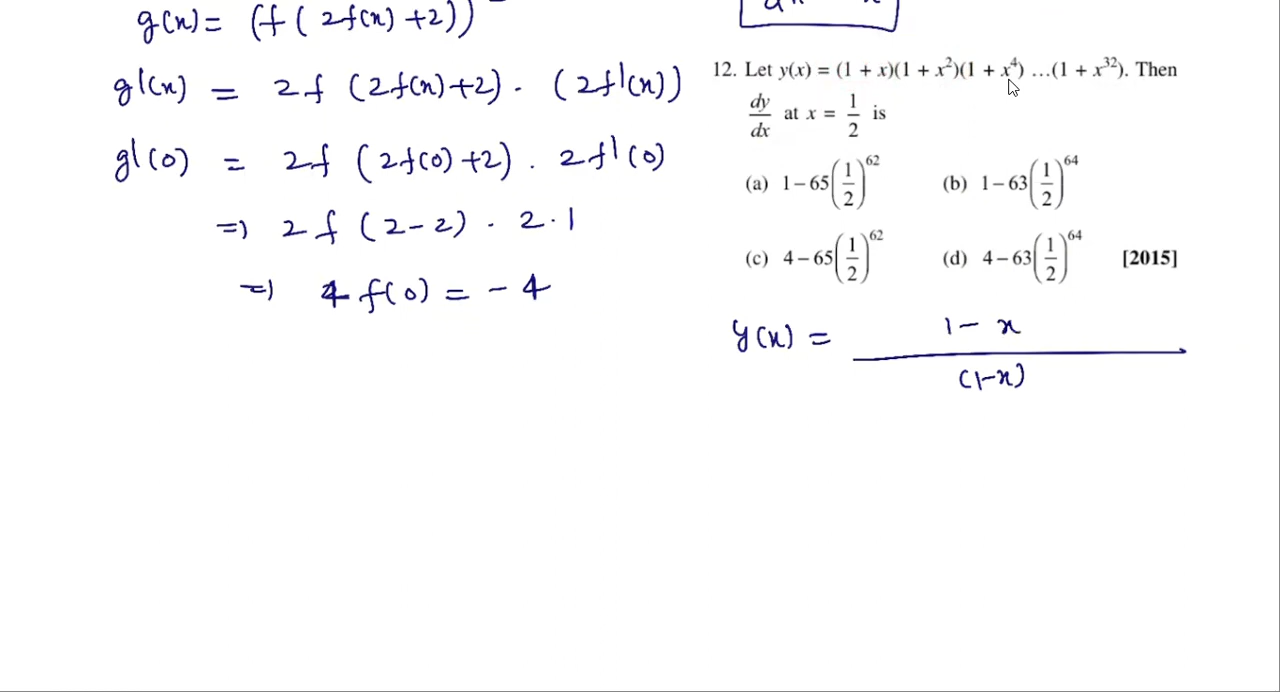 g(x) = (f ( 2f(x) +2))
g'(x) = 2f (2f(x)+2) . (2f'(x))
g'(0) = 2f (2f(0)+2) . 2f'(0)
=) 2f (2-2) . 2.1
=) 4 f(0) = - 4
12. Let y(x) = (1 + x)(1 + x²)(1 + x⁴) ...(1 + x³²). Then
dy/dx at x = 1/2 is
(a) 1 – 65(1/2)⁶² (b) 1 – 63(1/2)⁶⁴
(c) 4 – 65(1/2)⁶² (d) 4 – 63(1/2)⁶⁴ [2015]
y(x) = 1 - x / (1-x)